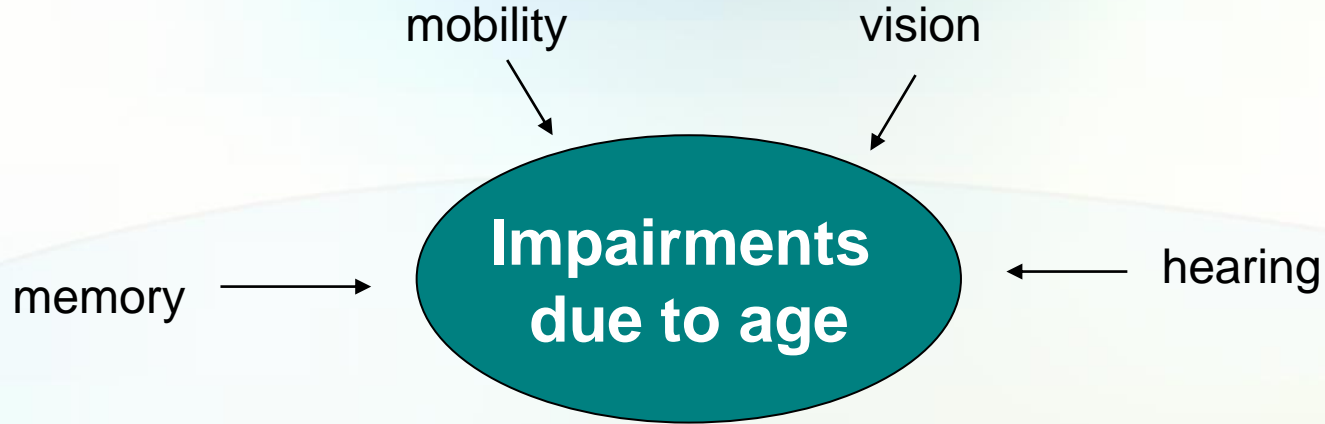 mobility
vision
Impairments
due to age
memory
hearing